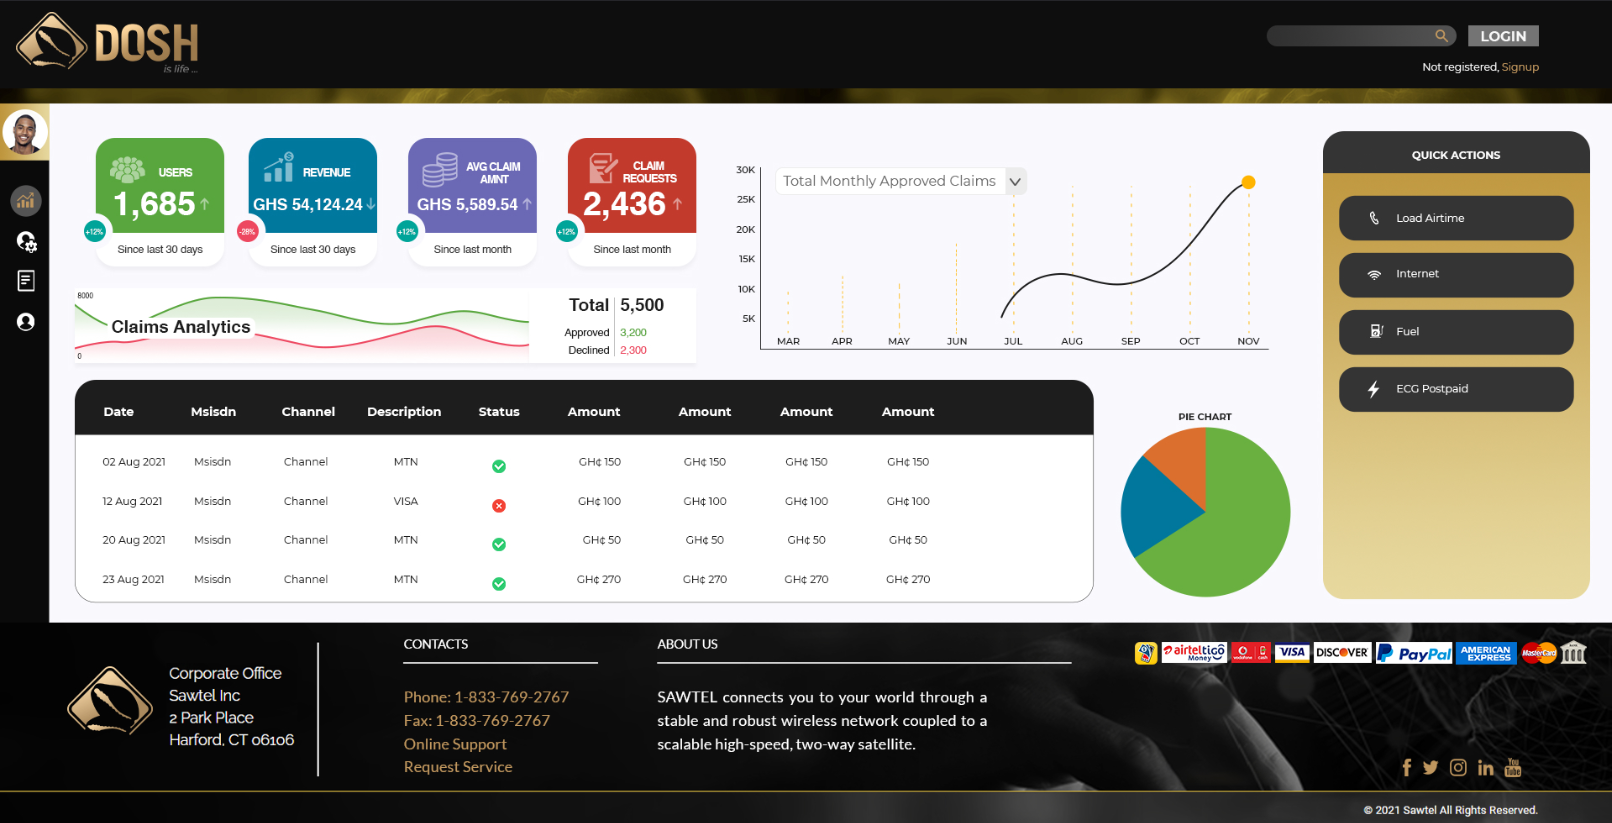 DOSH
is life ...
LOGIN
Not registered, Signup
USERS
1,685
+12%
Since last 30 days
REVENUE
GHS 54,124.24
-28%
Since last 30 days
AVG CLAIM
AMNT
GHS 5,589.54
+12%
Since last month
CLAIM
REQUESTS
2,436
+12%
Since last month
8000
Claims Analytics
0
Total 5,500
Approved 3,200
Declined 2,300
Total Monthly Approved Claims
30K
25K
20K
15K
10K
5K
MAR APR MAY JUN JUL AUG SEP OCT NOV
QUICK ACTIONS
Load Airtime
Internet
Fuel
ECG Postpaid
Date Msisdn Channel Description Status Amount Amount Amount Amount
02 Aug 2021 Msisdn Channel MTN GH¢ 150 GH¢ 150 GH¢ 150 GH¢ 150
12 Aug 2021 Msisdn Channel VISA GH¢ 100 GH¢ 100 GH¢ 100 GH¢ 100
20 Aug 2021 Msisdn Channel MTN GH¢ 50 GH¢ 50 GH¢ 50 GH¢ 50
23 Aug 2021 Msisdn Channel MTN GH¢ 270 GH¢ 270 GH¢ 270 GH¢ 270
PIE CHART
Corporate Office
Sawtel Inc
2 Park Place
Harford, CT 06106
CONTACTS
Phone: 1-833-769-2767
Fax: 1-833-769-2767
Online Support
Request Service
ABOUT US
SAWTEL connects you to your world through a
stable and robust wireless network coupled to a
scalable high-speed, two-way satellite.
airteltigo
Money
vodafone
cash
VISA
DISCOVER
PayPal
AMERICAN
EXPRESS
MasterCard
You
Tube
© 2021 Sawtel All Rights Reserved.